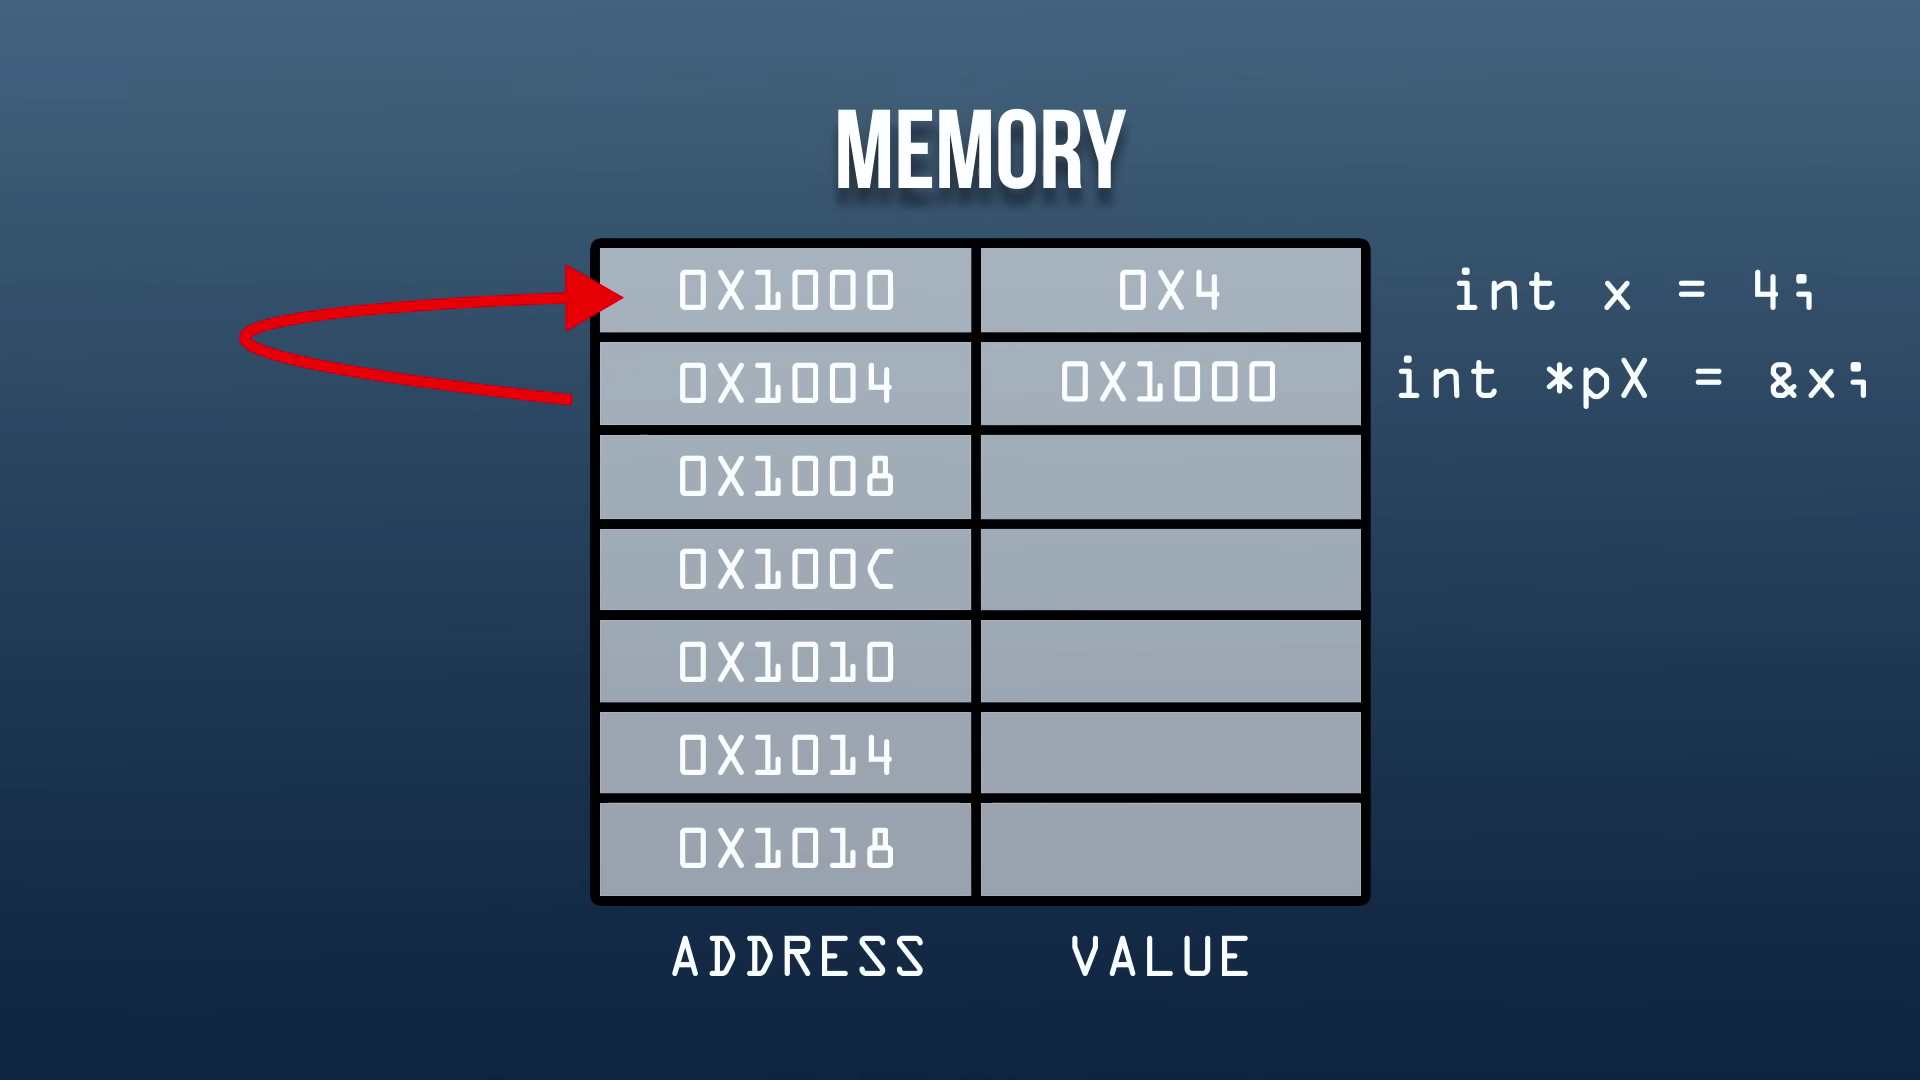 MEMORY
0X1000 0X4 int x = 4;
0X1004 0X1000 int *pX = &x;
0X1008
0X100C
0X1010
0X1014
0X1018
ADDRESS VALUE